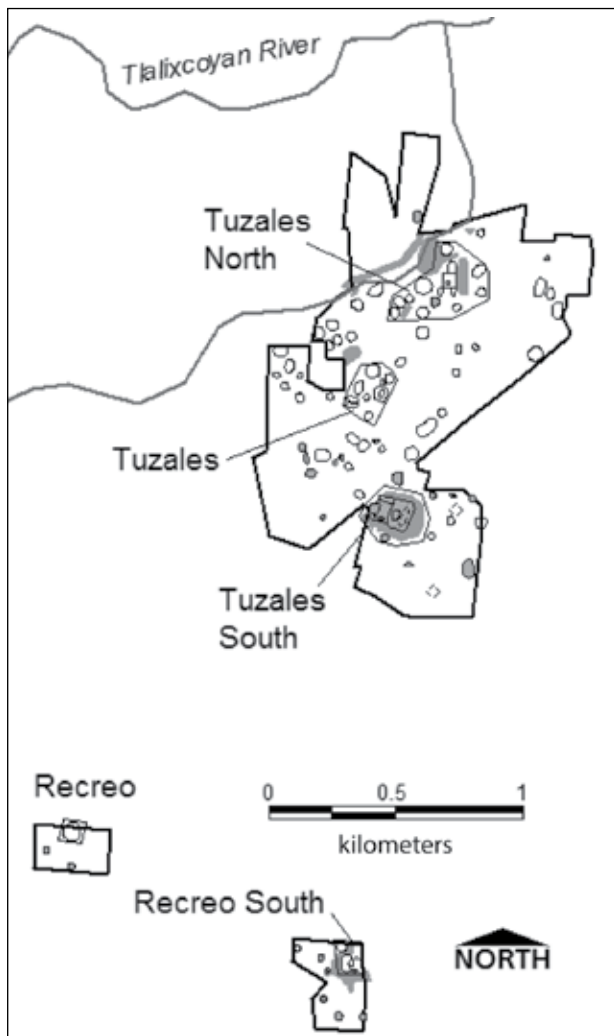 Tlalixcoyan River
Tuzales
North
Tuzales
Tuzales
South
Recreo
0 0.5 1
kilometers
Recreo South
NORTH